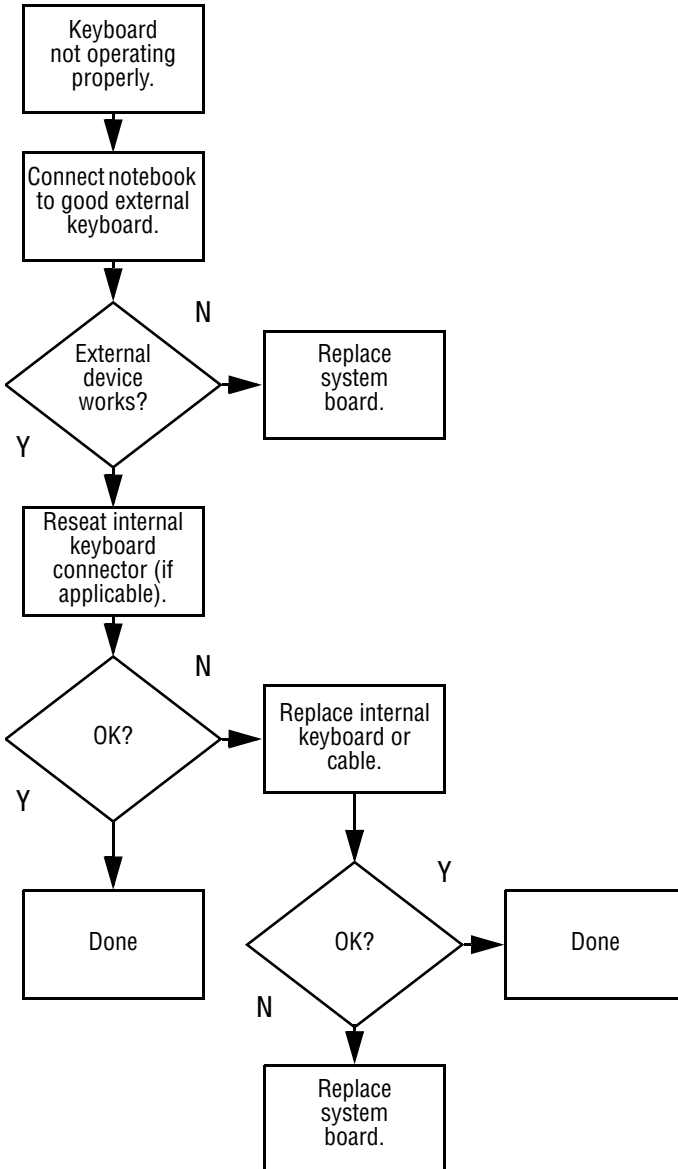 Keyboard
not operating
properly.
Connect notebook
to good external
keyboard.
N
External
device
works?
Replace
system
board.
Y
Reseat internal
keyboard
connector (if
applicable).
N
OK?
Replace internal
keyboard or
cable.
Y
Done
Y
OK?
Done
N
Replace
system
board.